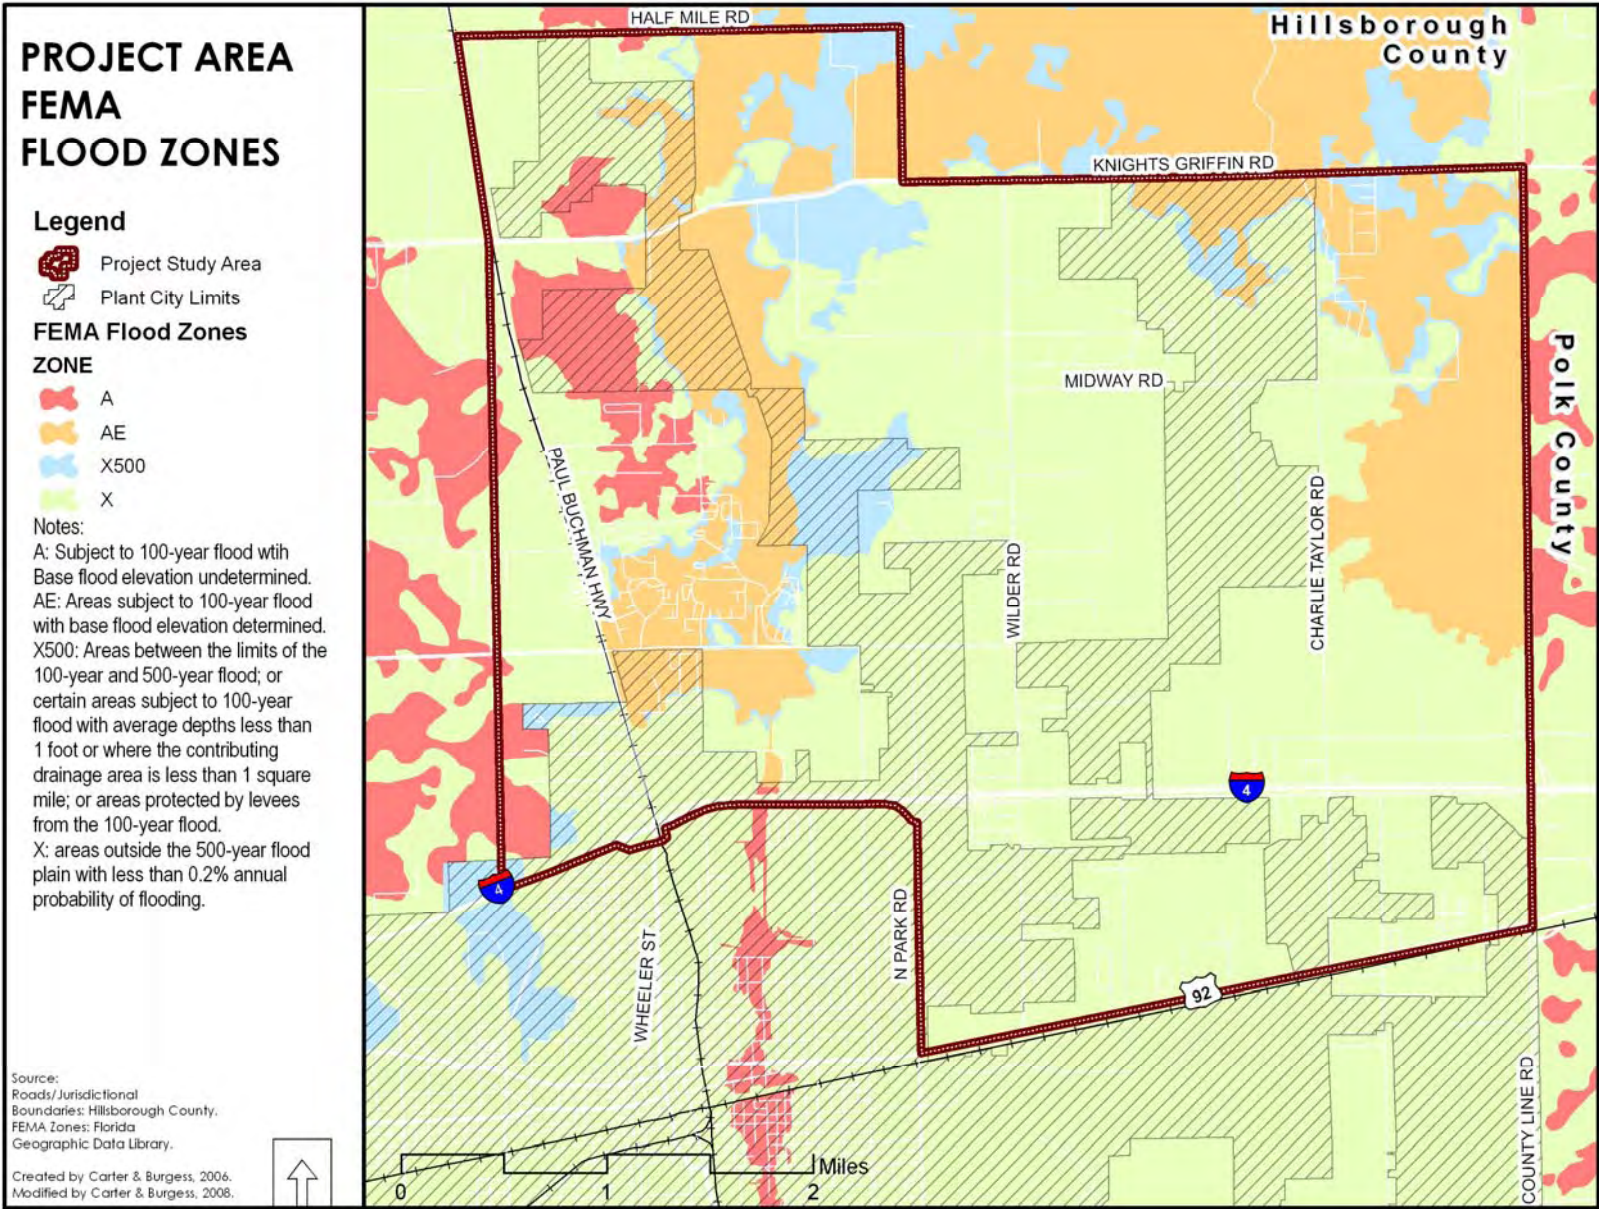 PROJECT AREA
FEMA
FLOOD ZONES
Legend
Project Study Area
Plant City Limits
FEMA Flood Zones
ZONE
A
AE
X500
X
Notes:
A: Subject to 100-year flood wtih
Base flood elevation undetermined.
AE: Areas subject to 100-year flood
with base flood elevation determined.
X500: Areas between the limits of the
100-year and 500-year flood; or
certain areas subject to 100-year
flood with average depths less than
1 foot or where the contributing
drainage area is less than 1 square
mile; or areas protected by levees
from the 100-year flood.
X: areas outside the 500-year flood
plain with less than 0.2% annual
probability of flooding.
Source:
Roads/Jurisdictional
Boundaries: Hillsborough County.
FEMA Zones: Florida
Geographic Data Library.
Created by Carter & Burgess, 2006.
Modified by Carter & Burgess, 2008.
HALF MILE RD
Hillsborough
County
KNIGHTS GRIFFIN RD
MIDWAY RD
Polk County
PAUL BUCHMAN HWY
WILDER RD
CHARLIE TAYLOR RD
4
4
N PARK RD
WHEELER ST
92
COUNTY LINE RD
Miles
0 1 2